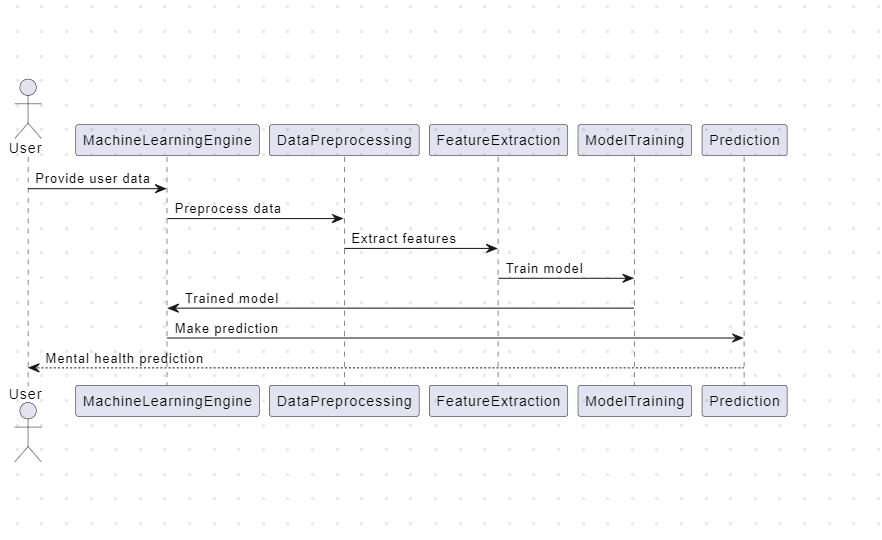 User
MachineLearningEngine
DataPreprocessing
FeatureExtraction
ModelTraining
Prediction
Provide user data
Preprocess data
Extract features
Train model
Trained model
Make prediction
Mental health prediction
User
MachineLearningEngine
DataPreprocessing
FeatureExtraction
ModelTraining
Prediction